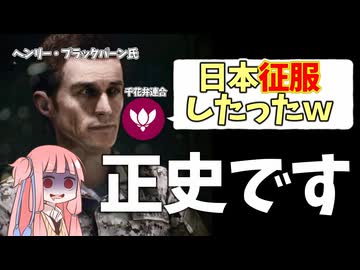 ヘンリー・ブラックバーン氏
千花弁連合
日本征服
したったw
正史です